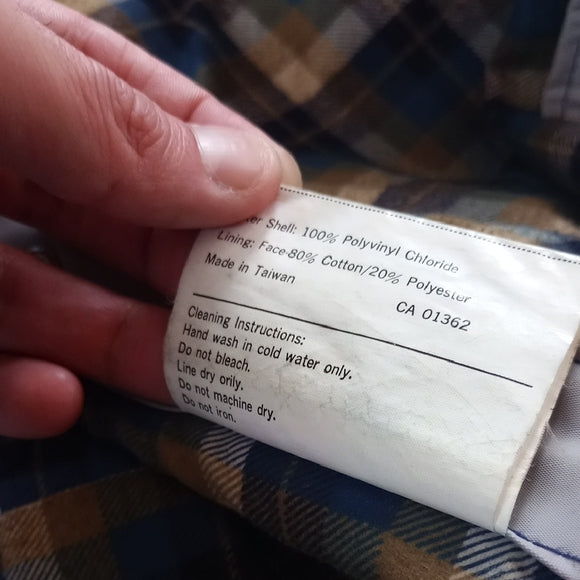 Shell: 100% Polyvinyl Chloride
Lining: Face-80% Cotton/20% Polyester
Made in Taiwan
CA 01362
Cleaning Instructions:
Hand wash in cold water only.
Do not bleach.
Line dry orily.
Do not machine dry.
Do not iron.